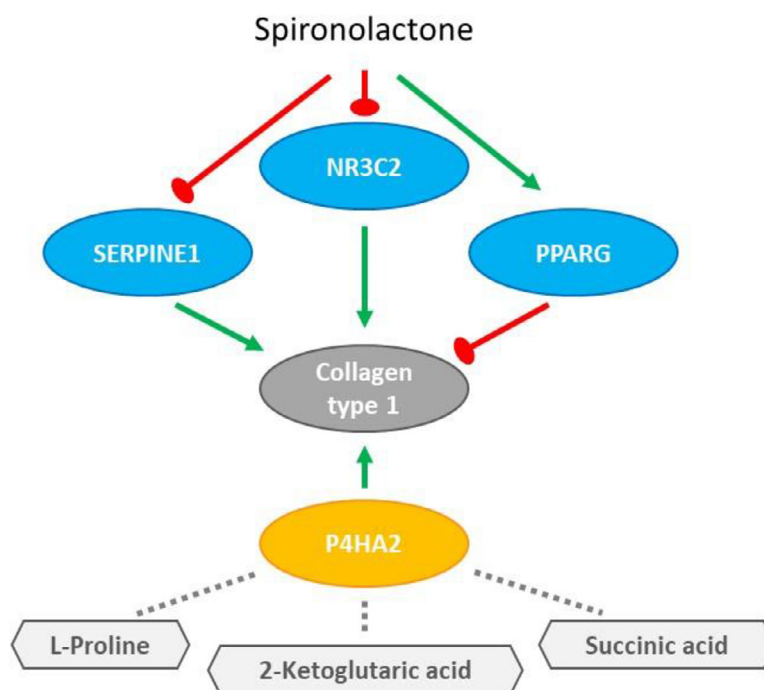 Spironolactone
NR3C2
SERPINE1
PPARG
Collagen
type 1
P4HA2
L-Proline
2-Ketoglutaric acid
Succinic acid